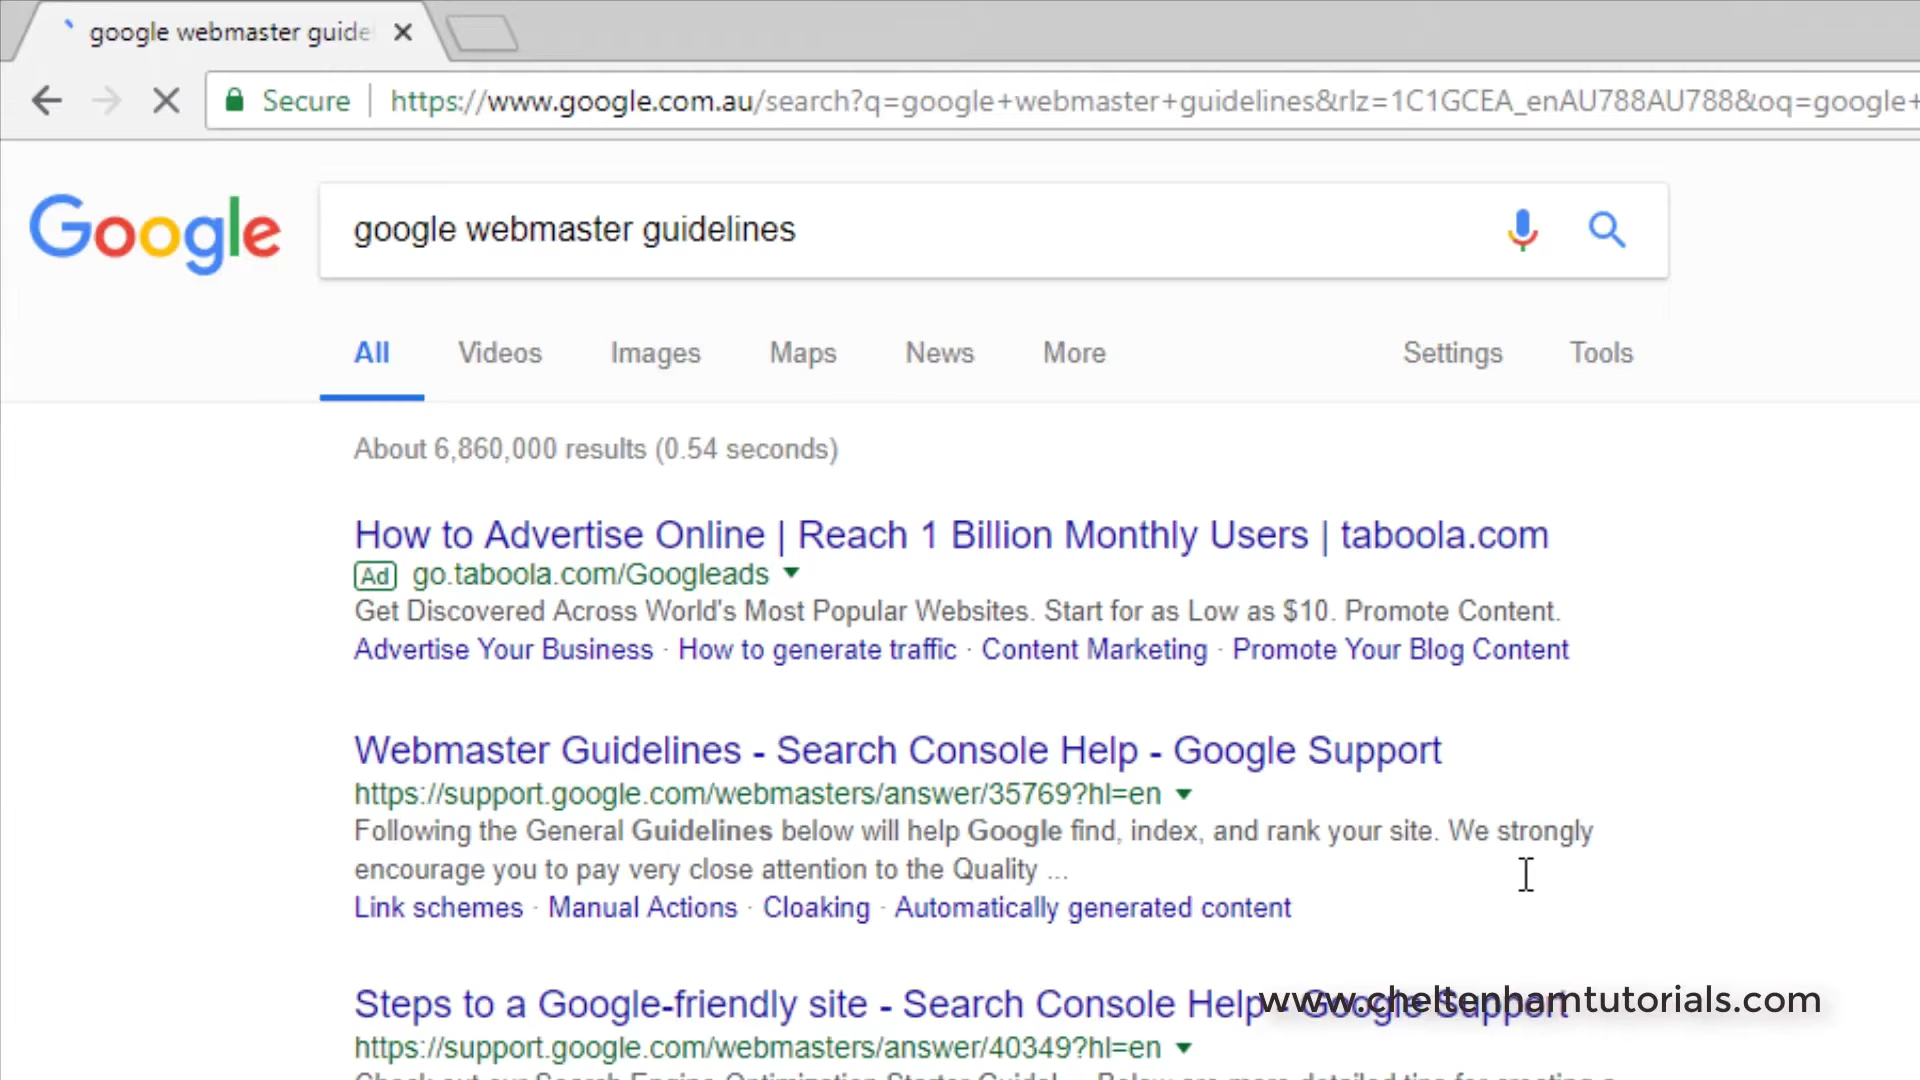 google webmaster guide
Secure https://www.google.com.au/search?q=google+webmaster+guidelines&rlz=1C1GCEA_enAU788AU788&oq=google+
Google google webmaster guidelines
All Videos Images Maps News More Settings Tools
About 6,860,000 results (0.54 seconds)
How to Advertise Online | Reach 1 Billion Monthly Users | taboola.com
Ad go.taboola.com/Googleads
Get Discovered Across World's Most Popular Websites. Start for as Low as $10. Promote Content.
Advertise Your Business · How to generate traffic · Content Marketing · Promote Your Blog Content
Webmaster Guidelines - Search Console Help - Google Support
https://support.google.com/webmasters/answer/35769?hl=en
Following the General Guidelines below will help Google find, index, and rank your site. We strongly
encourage you to pay very close attention to the Quality ...
Link schemes · Manual Actions · Cloaking · Automatically generated content
Steps to a Google-friendly site - Search Console Help - Google Support
www.cheltenhamtutorials.com
https://support.google.com/webmasters/answer/40349?hl=en